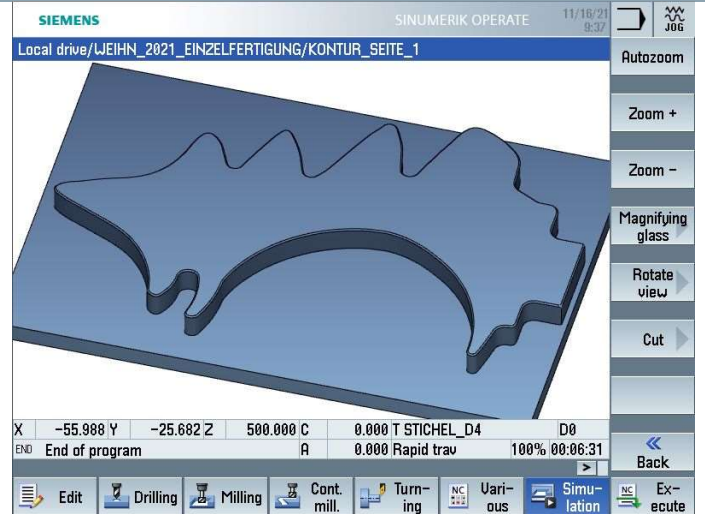 SIEMENS
SINUMERIK OPERATE
11/16/21
9:37
JOG
Local drive/WEIHN_2021_EINZELFERTIGUNG/KONTUR_SEITE_1
Autozoom
Zoom +
Zoom -
Magnifying
glass
Rotate
view
Cut
X -55.988 Y -25.682 Z 500.000 C 0.000 T STICHEL_D4 D0
END End of program A 0.000 Rapid trav 100% 00:06:31
>
Back
Edit
Drilling
Milling
Cont.
mill.
Turn-
ing
NC
Vari-
ous
Simu-
lation
NC
Ex-
ecute